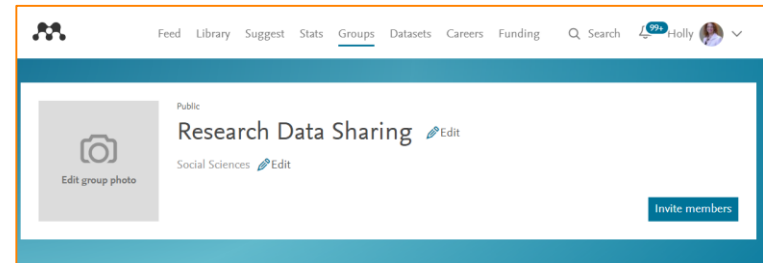 Feed Library Suggest Stats Groups Datasets Careers Funding Search 99+ Holly
Public
Research Data Sharing Edit
Social Sciences Edit
Edit group photo
Invite members